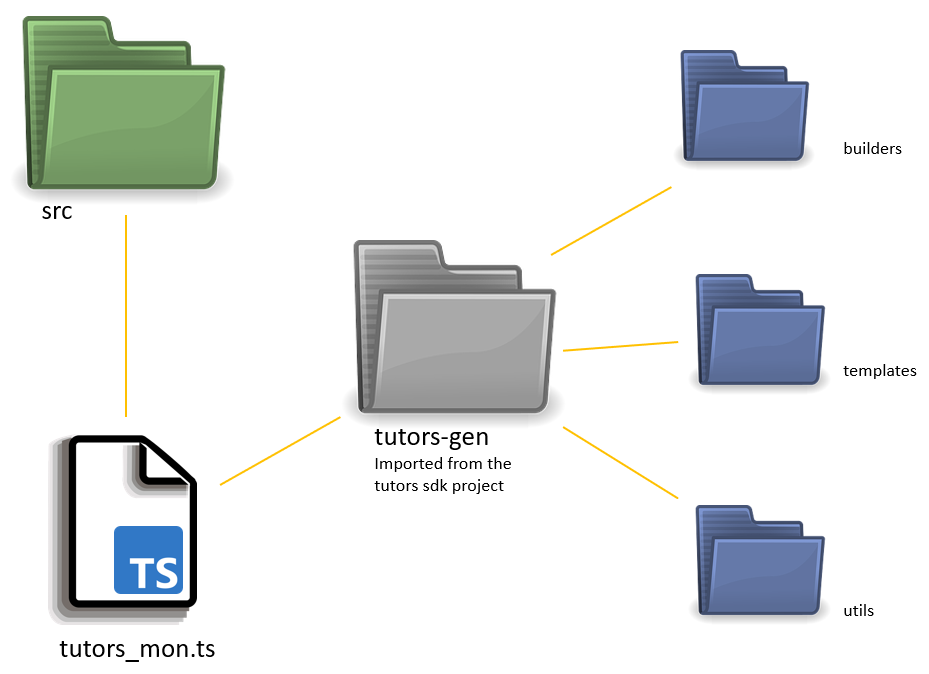 src
builders
templates
tutors-gen
Imported from the
tutors sdk project
TS
utils
tutors_mon.ts